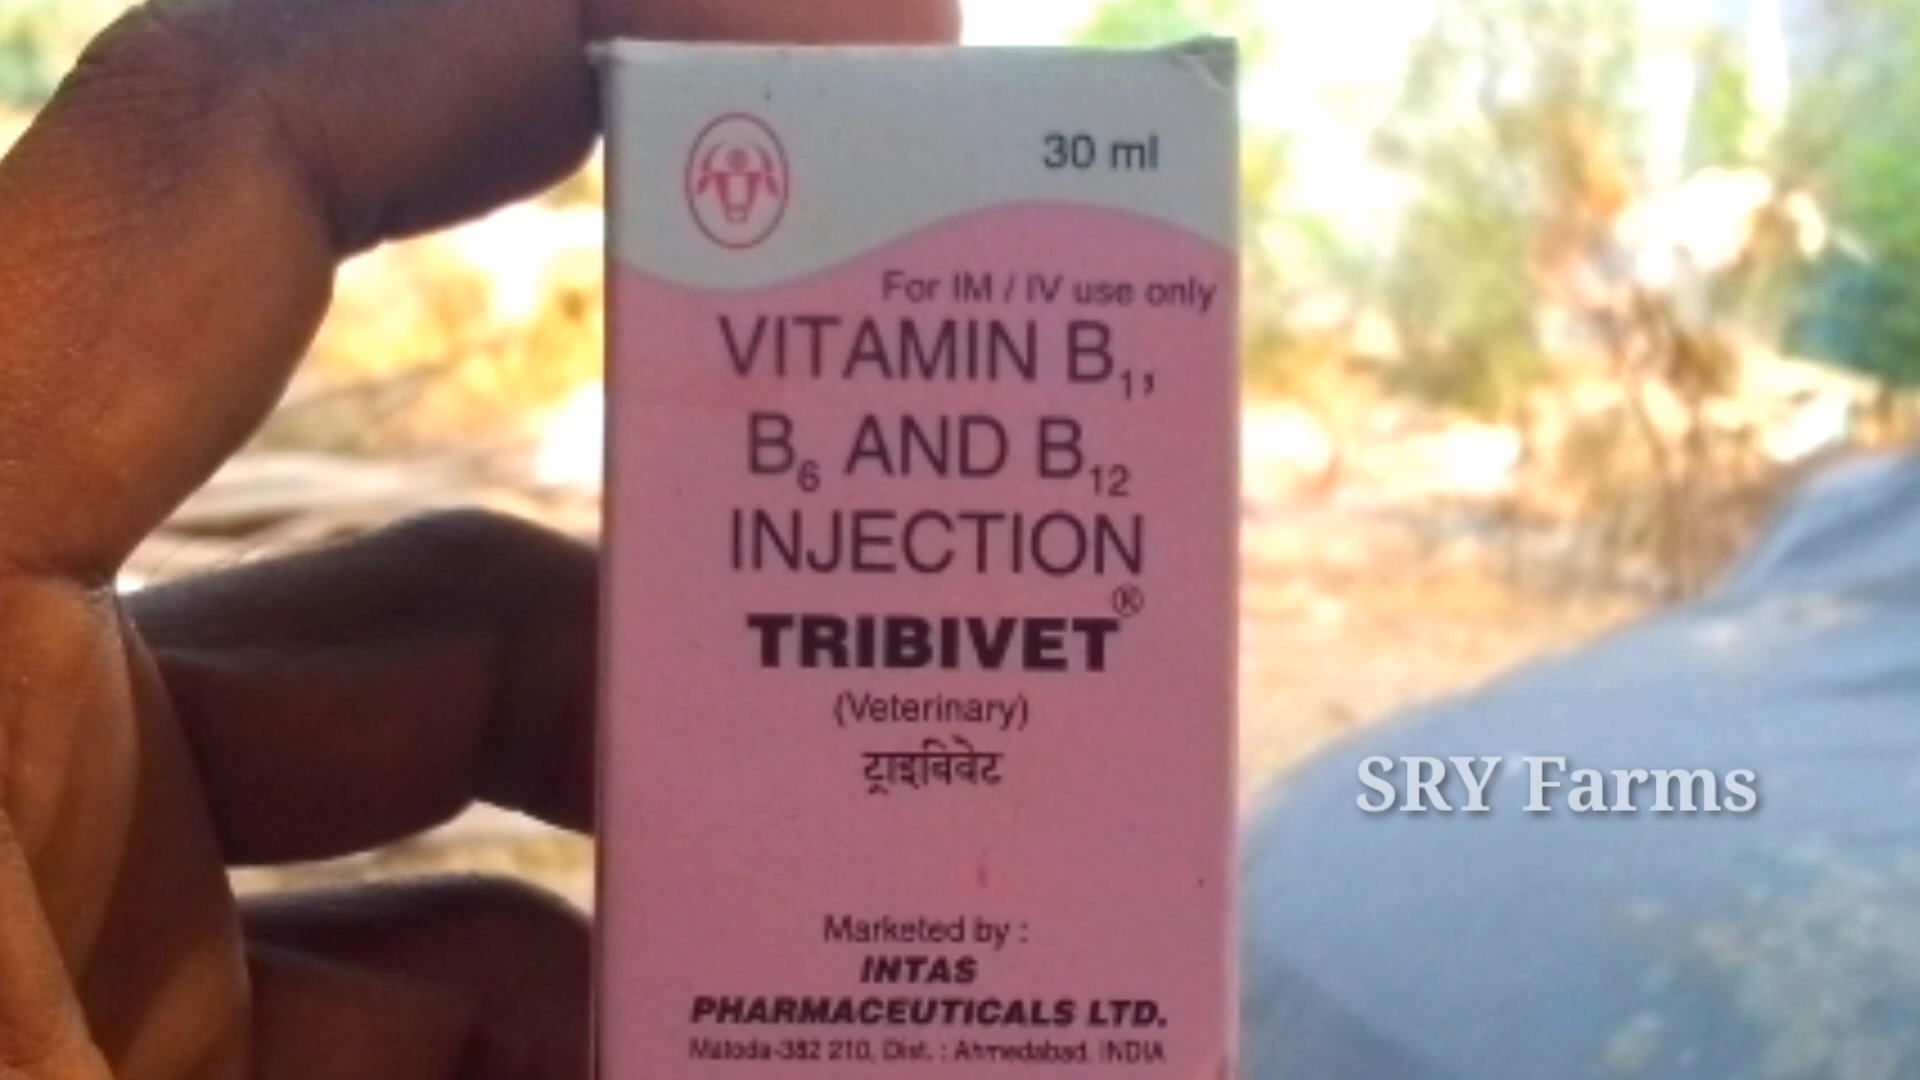 30 ml
For IM / IV use only
VITAMIN B₁,
B₆ AND B₁₂
INJECTION
TRIBIVET®
(Veterinary)
ट्राइबिवेट
SRY Farms
Marketed by :
INTAS
PHARMACEUTICALS LTD.
Matoda-382 210, Dist. : Ahmedabad. INDIA